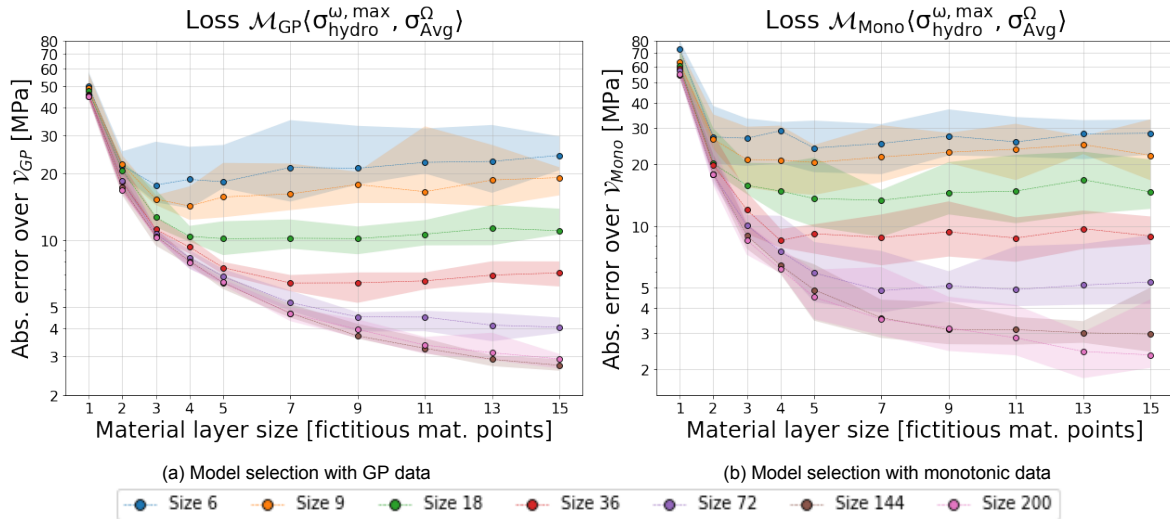 Loss ℳ_GP⟨σ_hydro^ω, max, σ_Avg^Ω⟩
Abs. error over 𝒱_GP [MPa]
80
70
60
50
40
30
20
10
5
4
3
2
1 2 3 4 5 7 9 11 13 15
Material layer size [fictitious mat. points]
(a) Model selection with GP data
Loss ℳ_Mono⟨σ_hydro^ω, max, σ_Avg^Ω⟩
Abs. error over 𝒱_Mono [MPa]
80
70
60
50
40
30
20
10
5
4
3
2
1 2 3 4 5 7 9 11 13 15
Material layer size [fictitious mat. points]
(b) Model selection with monotonic data
Size 6 Size 9 Size 18 Size 36 Size 72 Size 144 Size 200